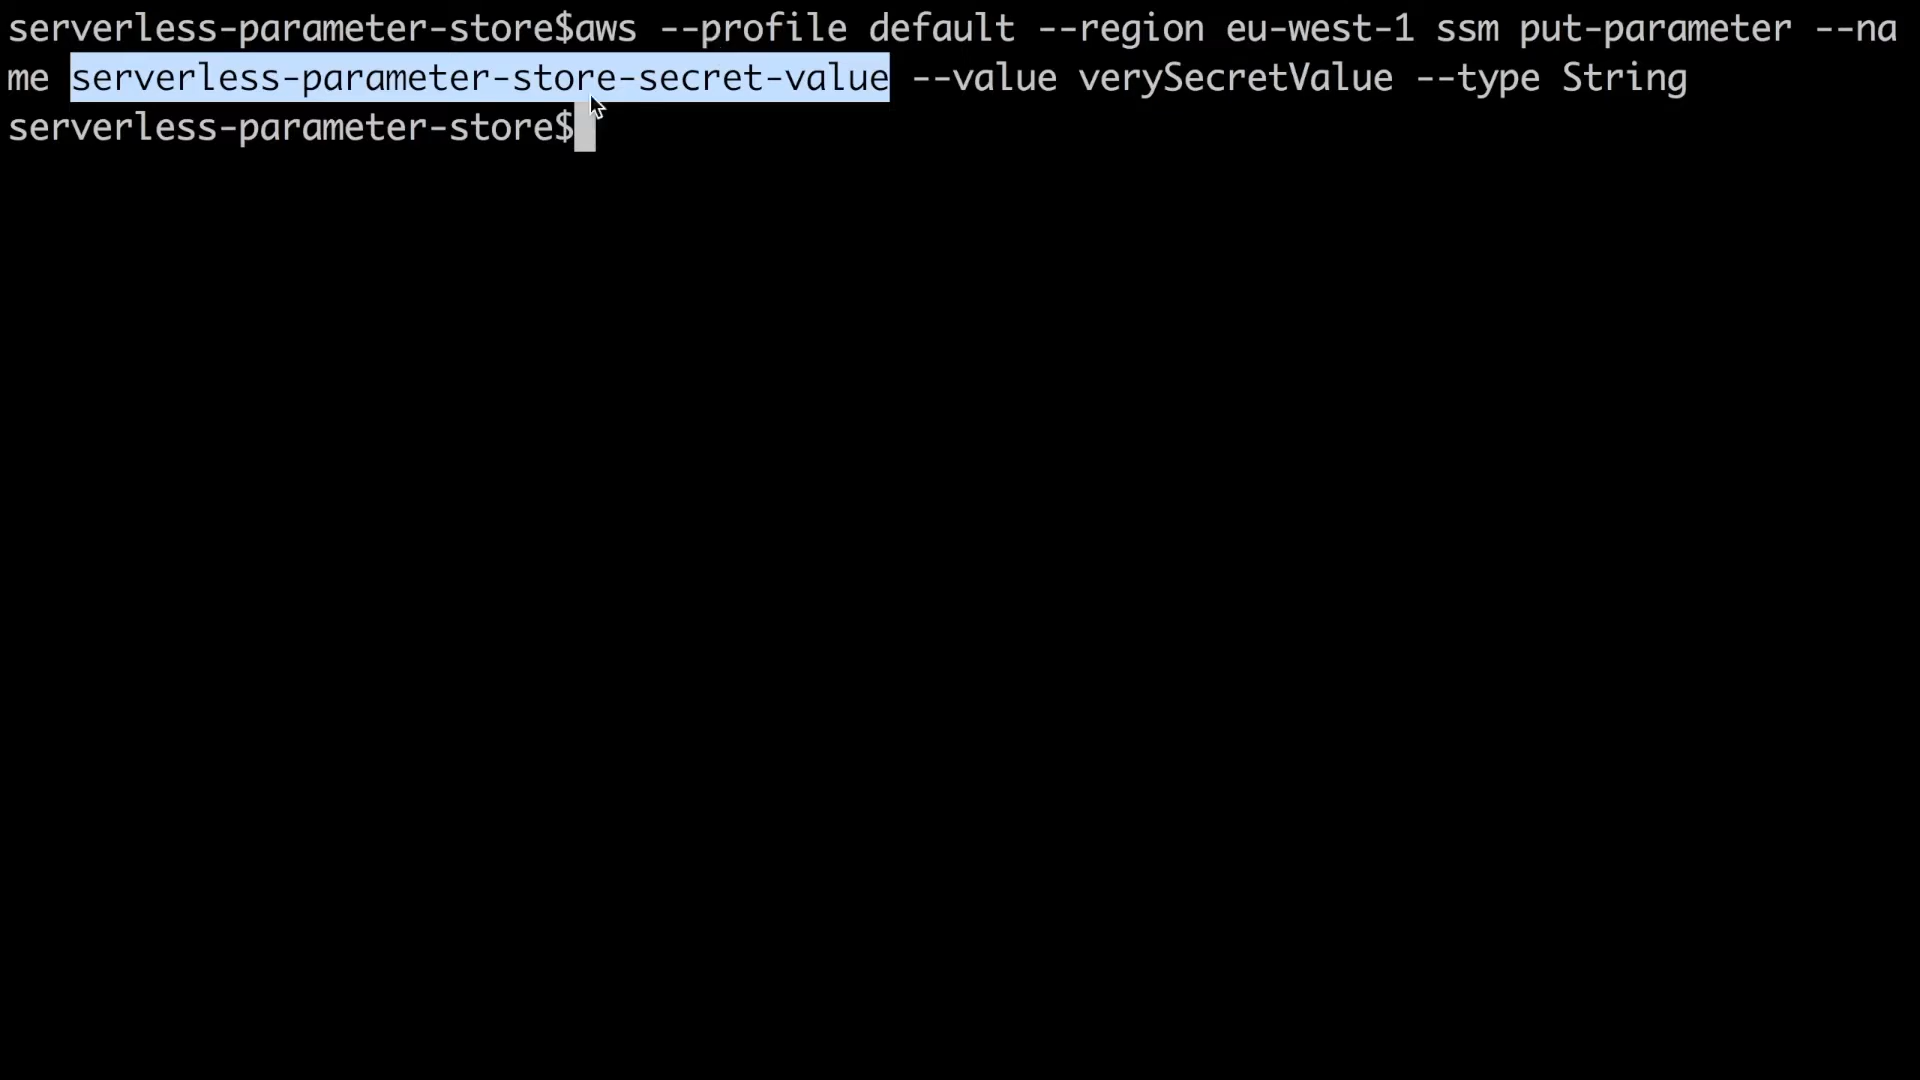 serverless-parameter-store$aws --profile default --region eu-west-1 ssm put-parameter --na
me serverless-parameter-store-secret-value --value verySecretValue --type String
serverless-parameter-store$